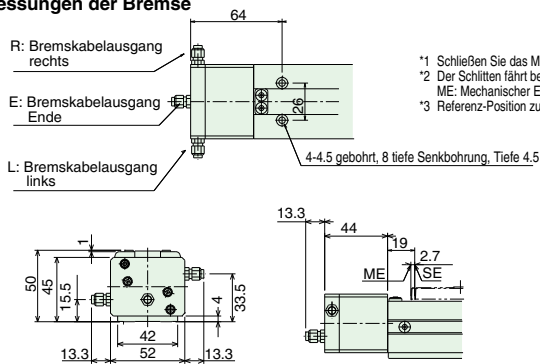 essungen der Bremse
64
R: Bremskabelausgang
rechts
*1 Schließen Sie das M
*2 Der Schlitten fährt be
ME: Mechanischer E
*3 Referenz-Position zu
E: Bremskabelausgang
Ende
26
L: Bremskabelausgang
links
4-4.5 gebohrt, 8 tiefe Senkbohrung, Tiefe 4.5
13.3
44
19
2.7
ME
SE
1
50
45
15.5
4
33.5
42
13.3
52
13.3